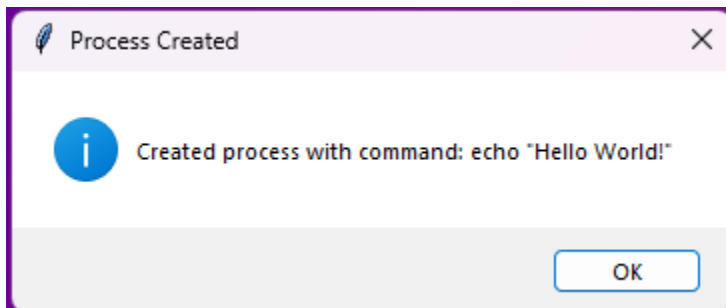 Process Created
Created process with command: echo "Hello World!"
OK